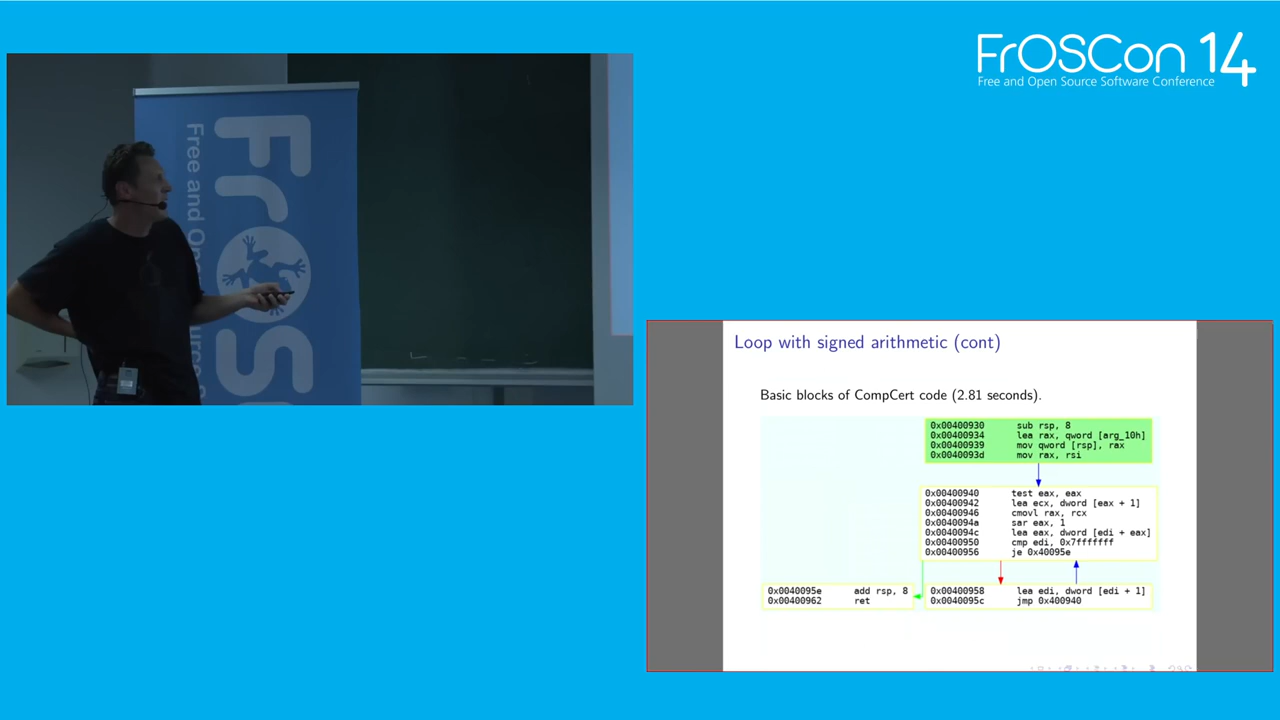 FrOSCon 14
Free and Open Source Software Conference
FrOSC
Free and Op
Loop with signed arithmetic (cont)
Basic blocks of CompCert code (2.81 seconds).
0x00400930 sub rsp, 8
0x00400934 lea rax, qword [arg_10h]
0x00400939 mov qword [rsp], rax
0x0040093d mov rax, rsi
0x00400940 test eax, eax
0x00400942 lea ecx, dword [eax + 1]
0x00400946 cmovl rax, rcx
0x0040094a sar eax, 1
0x0040094c lea eax, dword [edi + eax]
0x00400950 cmp edi, 0x7fffffff
0x00400956 je 0x40095e
0x0040095e add rsp, 8
0x00400962 ret
0x00400958 lea edi, dword [edi + 1]
0x0040095c jmp 0x400940